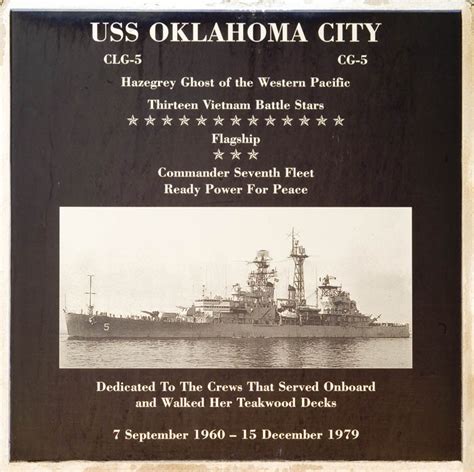 USS OKLAHOMA CITY
CLG-5 CG-5
Hazegrey Ghost of the Western Pacific
Thirteen Vietnam Battle Stars
Flagship
Commander Seventh Fleet
Ready Power For Peace
5
Dedicated To The Crews That Served Onboard
and Walked Her Teakwood Decks
7 September 1960 – 15 December 1979